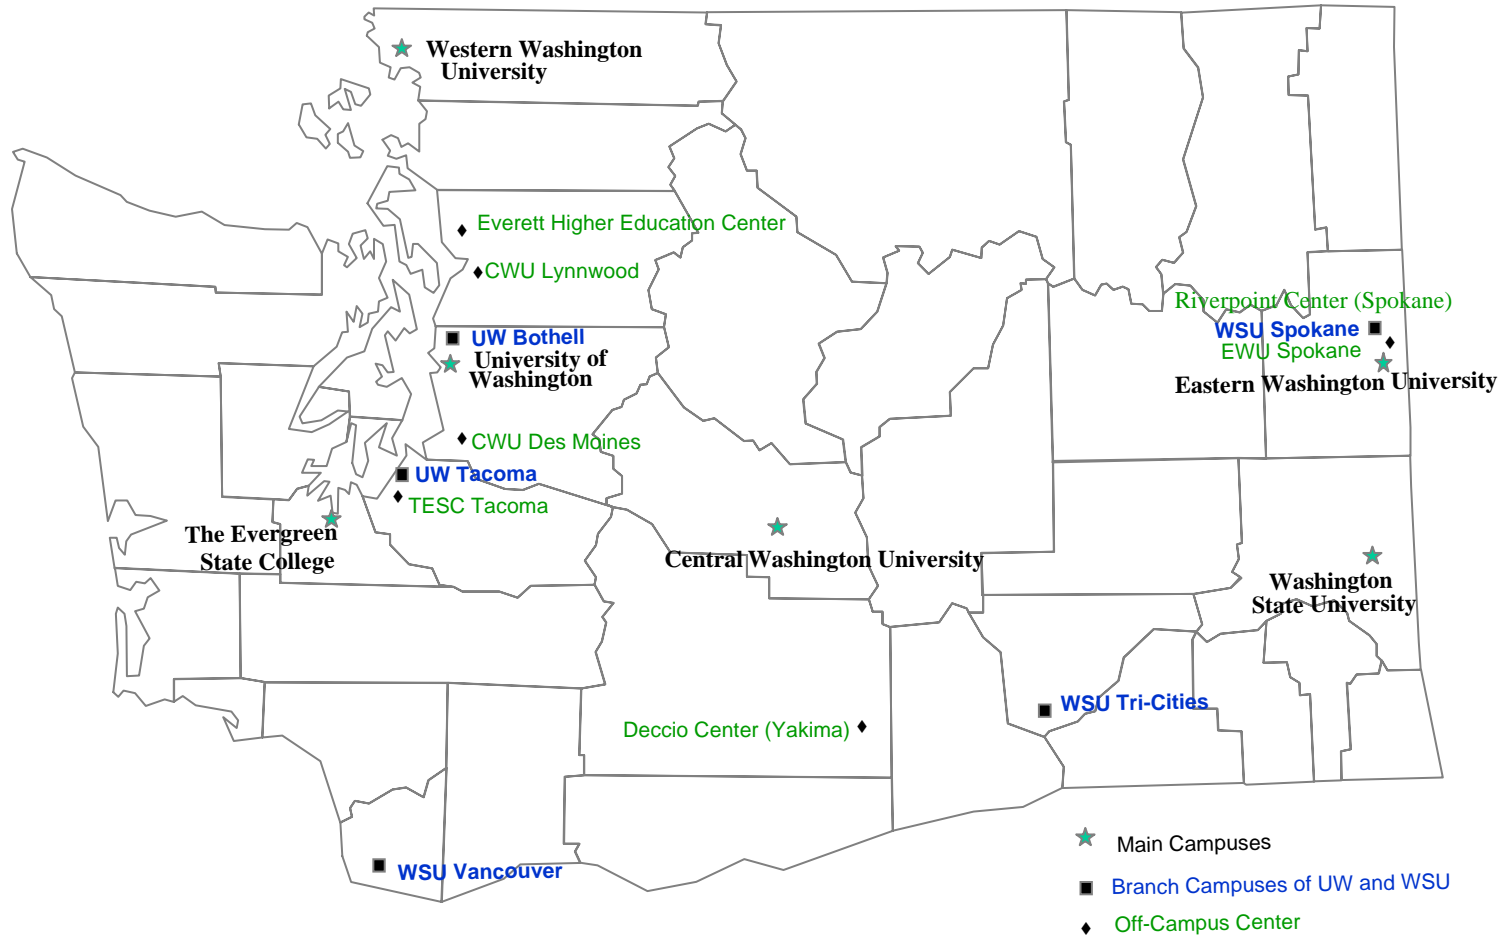 Western Washington
University
Everett Higher Education Center
CWU Lynnwood
Riverpoint Center (Spokane)
WSU Spokane
EWU Spokane
Eastern Washington University
UW Bothell
University of
Washington
CWU Des Moines
UW Tacoma
TESC Tacoma
The Evergreen
State College
Central Washington University
Washington
State University
WSU Tri-Cities
Deccio Center (Yakima)
WSU Vancouver
Main Campuses
Branch Campuses of UW and WSU
Off-Campus Center